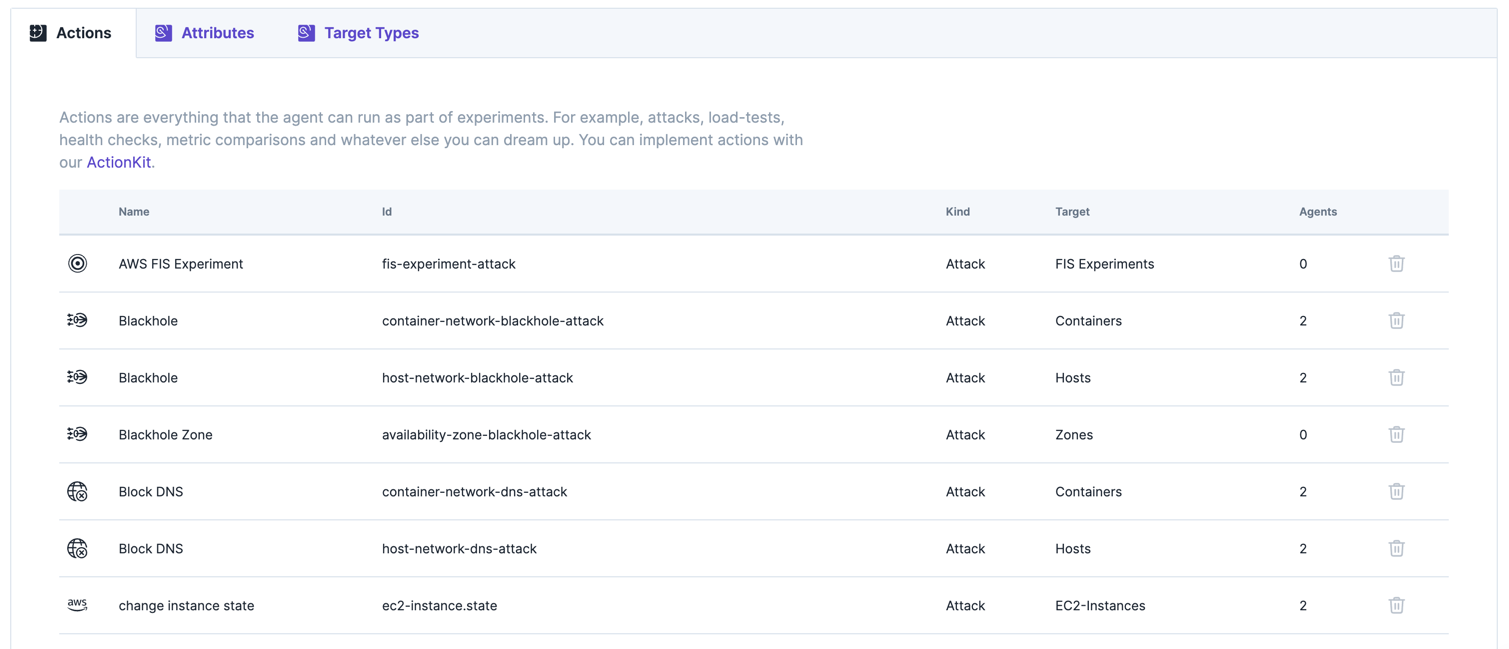 Actions Attributes Target Types
Actions are everything that the agent can run as part of experiments. For example, attacks, load-tests,
health checks, metric comparisons and whatever else you can dream up. You can implement actions with
our ActionKit.
Name Id Kind Target Agents
AWS FIS Experiment fis-experiment-attack Attack FIS Experiments 0
Blackhole container-network-blackhole-attack Attack Containers 2
Blackhole host-network-blackhole-attack Attack Hosts 2
Blackhole Zone availability-zone-blackhole-attack Attack Zones 0
Block DNS container-network-dns-attack Attack Containers 2
Block DNS host-network-dns-attack Attack Hosts 2
aws change instance state ec2-instance.state Attack EC2-Instances 2